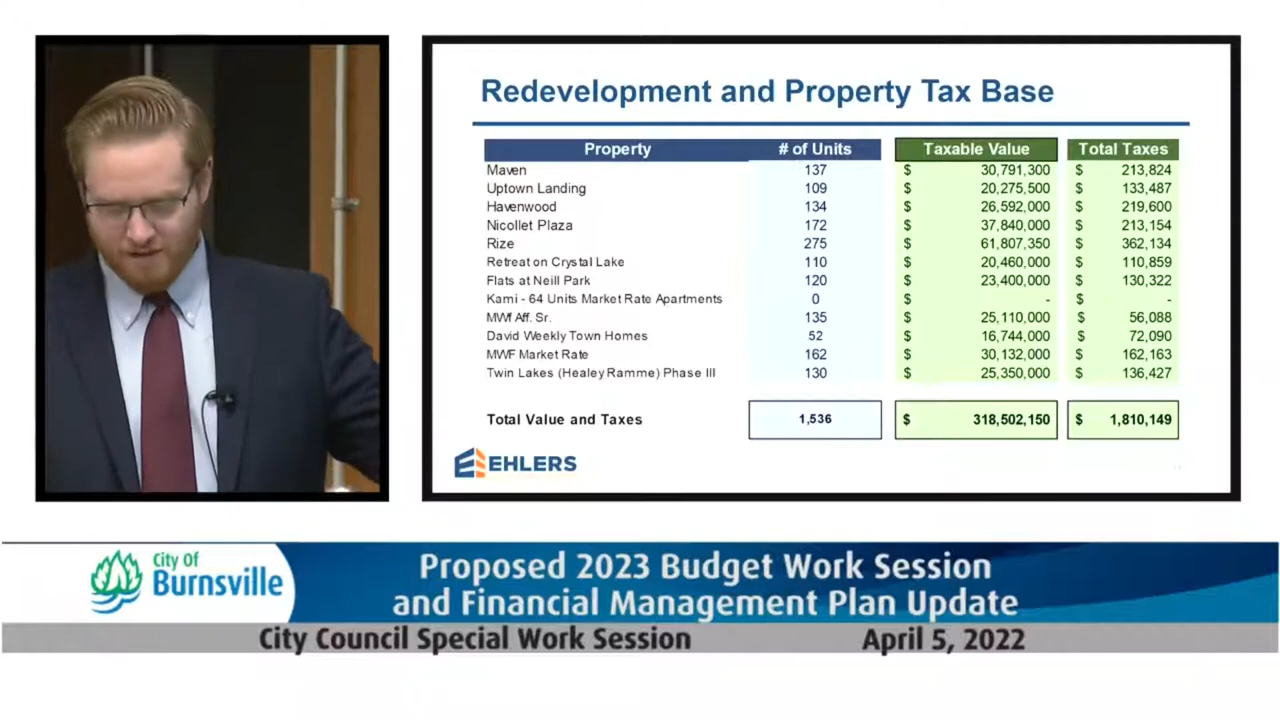 Redevelopment and Property Tax Base
Property # of Units Taxable Value Total Taxes
Maven 137 $ 30,791,300 $ 213,824
Uptown Landing 109 $ 20,275,500 $ 133,487
Havenwood 134 $ 26,592,000 $ 219,600
Nicollet Plaza 172 $ 37,840,000 $ 213,154
Rize 275 $ 61,807,350 $ 362,134
Retreat on Crystal Lake 110 $ 20,460,000 $ 110,859
Flats at Neill Park 120 $ 23,400,000 $ 130,322
Kami - 64 Units Market Rate Apartments 0 $ - $ -
MWf Aff. Sr. 135 $ 25,110,000 $ 56,088
David Weekly Town Homes 52 $ 16,744,000 $ 72,090
MWF Market Rate 162 $ 30,132,000 $ 162,163
Twin Lakes (Healey Ramme) Phase III 130 $ 25,350,000 $ 136,427
Total Value and Taxes 1,536 $ 318,502,150 $ 1,810,149
EHLERS
City Of
Burnsville
Proposed 2023 Budget Work Session
and Financial Management Plan Update
City Council Special Work Session April 5, 2022